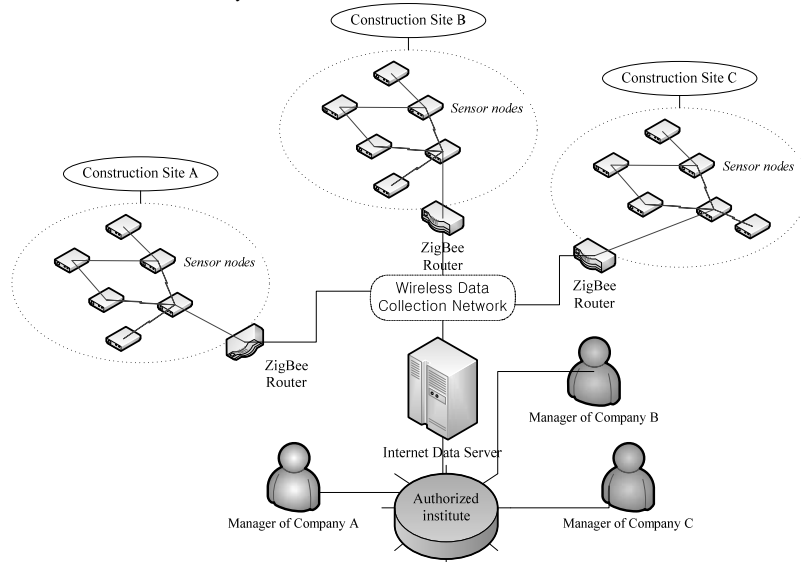 Construction Site B
Construction Site C
Sensor nodes
Construction Site A
Sensor nodes
Sensor nodes
ZigBee
Router
ZigBee
Router
Wireless Data
Collection Network
ZigBee
Router
Manager of Company B
Internet Data Server
Authorized
institute
Manager of Company A
Manager of Company C